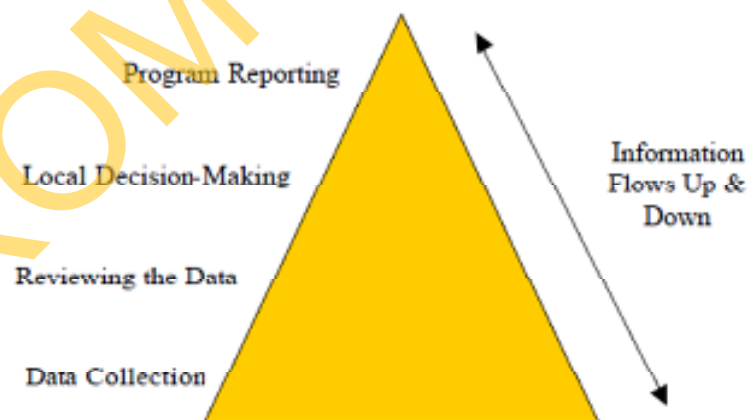 Program Reporting
Local Decision-Making
Reviewing the Data
Data Collection
Information
Flows Up &
Down